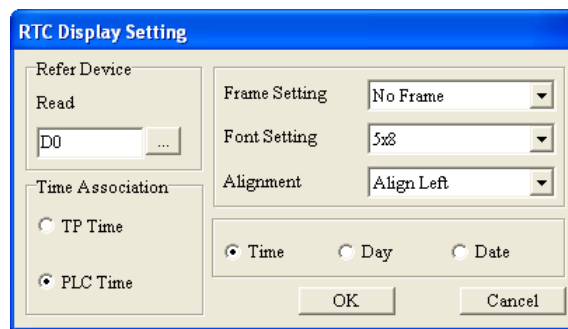 RTC Display Setting
Refer Device
Read
D0
...
Time Association
TP Time
PLC Time
Frame Setting
No Frame
Font Setting
5x8
Alignment
Align Left
Time
Day
Date
OK
Cancel